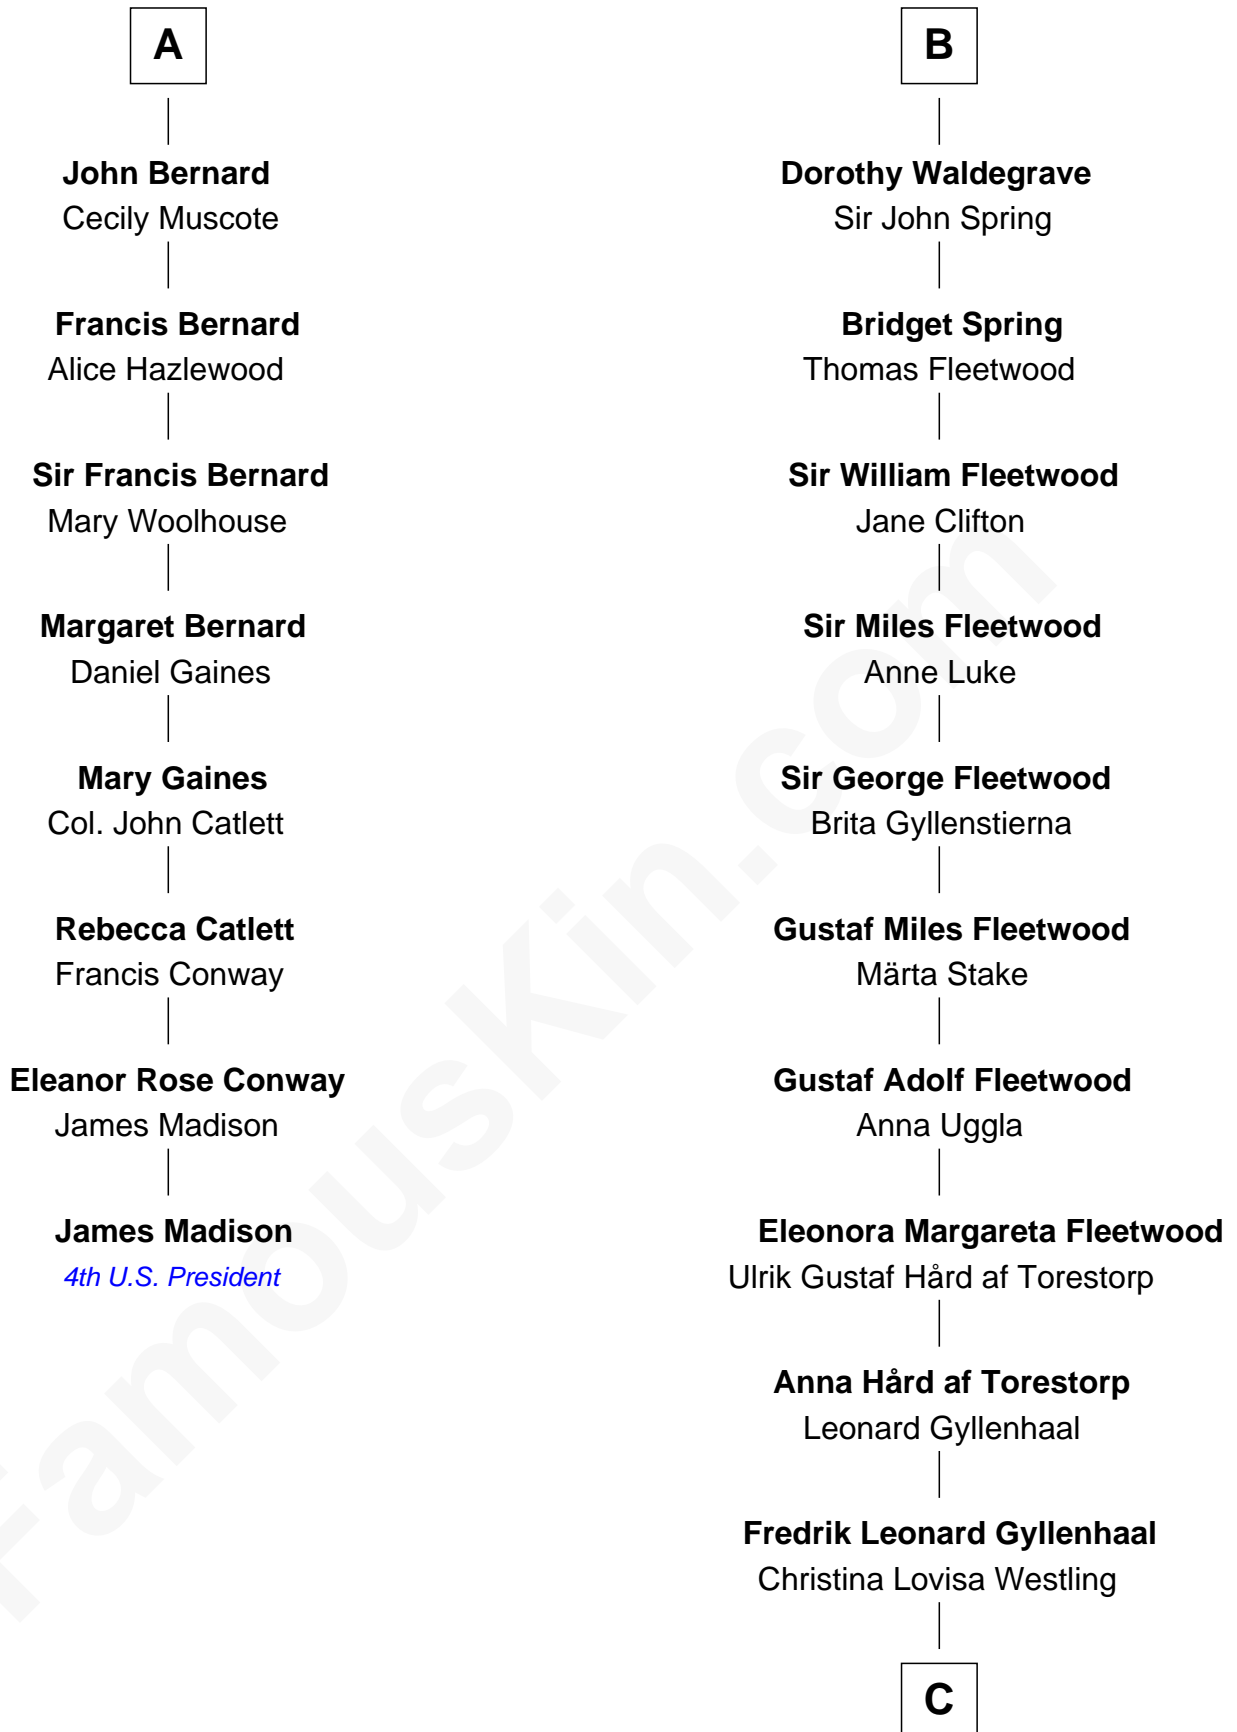 A
John Bernard
Cecily Muscote
Francis Bernard
Alice Hazlewood
Sir Francis Bernard
Mary Woolhouse
Margaret Bernard
Daniel Gaines
Mary Gaines
Col. John Catlett
Rebecca Catlett
Francis Conway
Eleanor Rose Conway
James Madison
James Madison
4th U.S. President
B
Dorothy Waldegrave
Sir John Spring
Bridget Spring
Thomas Fleetwood
Sir William Fleetwood
Jane Clifton
Sir Miles Fleetwood
Anne Luke
Sir George Fleetwood
Brita Gyllenstierna
Gustaf Miles Fleetwood
Märta Stake
Gustaf Adolf Fleetwood
Anna Uggla
Eleonora Margareta Fleetwood
Ulrik Gustaf Hård af Torestorp
Anna Hård af Torestorp
Leonard Gyllenhaal
Fredrik Leonard Gyllenhaal
Christina Lovisa Westling
C
FamousKin.com